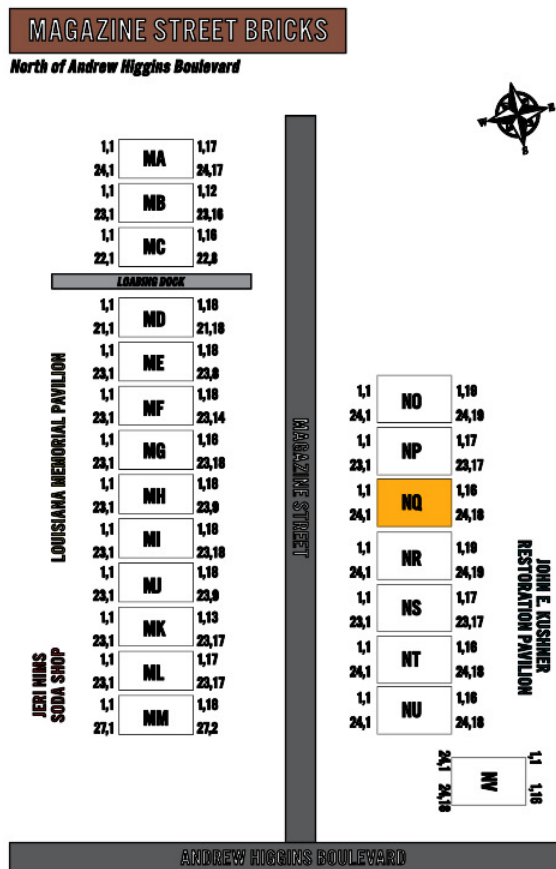 MAGAZINE STREET BRICKS
North of Andrew Higgins Boulevard
N
W
E
S
1,1 MA 1,17
24,1 24,17
1,1 MB 1,12
23,1 23,16
1,1 MC 1,16
22,1 22,8
LOADING DOCK
1,1 MD 1,18
21,1 21,18
1,1 ME 1,18
23,1 23,8
1,1 MF 1,18
23,1 23,14
1,1 MG 1,16
23,1 23,18
1,1 MH 1,18
23,1 23,9
1,1 MI 1,18
23,1 23,18
1,1 MJ 1,18
23,1 23,9
1,1 MK 1,13
23,1 23,17
1,1 ML 1,17
23,1 23,17
1,1 MM 1,18
27,1 27,2
LOUISIANA MEMORIAL PAVILION
JERI NIMS
SODA SHOP
MAGAZINE STREET
1,1 NO 1,19
24,1 24,19
1,1 NP 1,17
23,1 23,17
1,1 NQ 1,16
24,1 24,18
1,1 NR 1,19
24,1 24,19
1,1 NS 1,17
23,1 23,17
1,1 NT 1,16
24,1 24,18
1,1 NU 1,16
24,1 24,18
JOHN E. KUSHNER
RESTORATION PAVILION
1,1 1,16
NV
24,1 24,18
ANDREW HIGGINS BOULEVARD